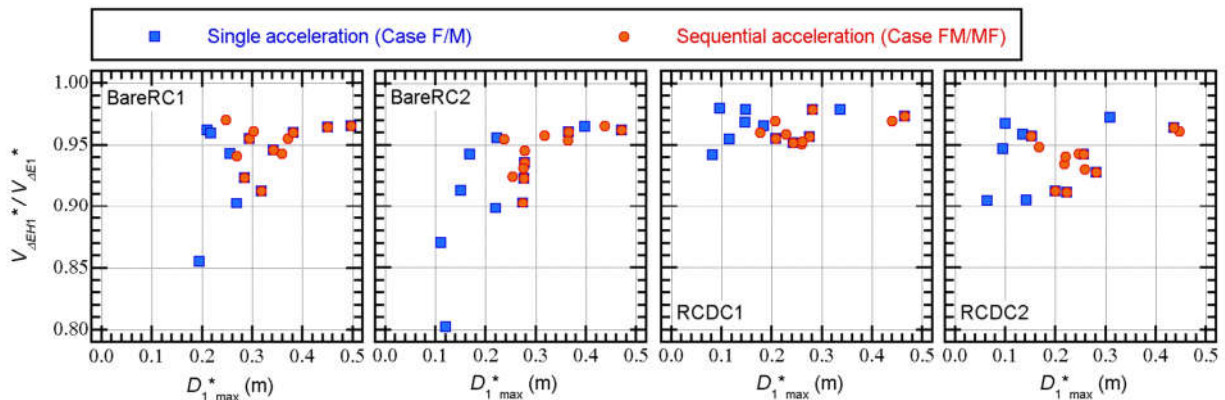 Single acceleration (Case F/M) Sequential acceleration (Case FM/MF)
V_ΔEH1* / V_ΔE1*
1.00
0.95
0.90
0.85
0.80
BareRC1 BareRC2 RCDC1 RCDC2
0.0 0.1 0.2 0.3 0.4 0.5 0.0 0.1 0.2 0.3 0.4 0.5 0.0 0.1 0.2 0.3 0.4 0.5 0.0 0.1 0.2 0.3 0.4 0.5
D_1*_max (m) D_1*_max (m) D_1*_max (m) D_1*_max (m)